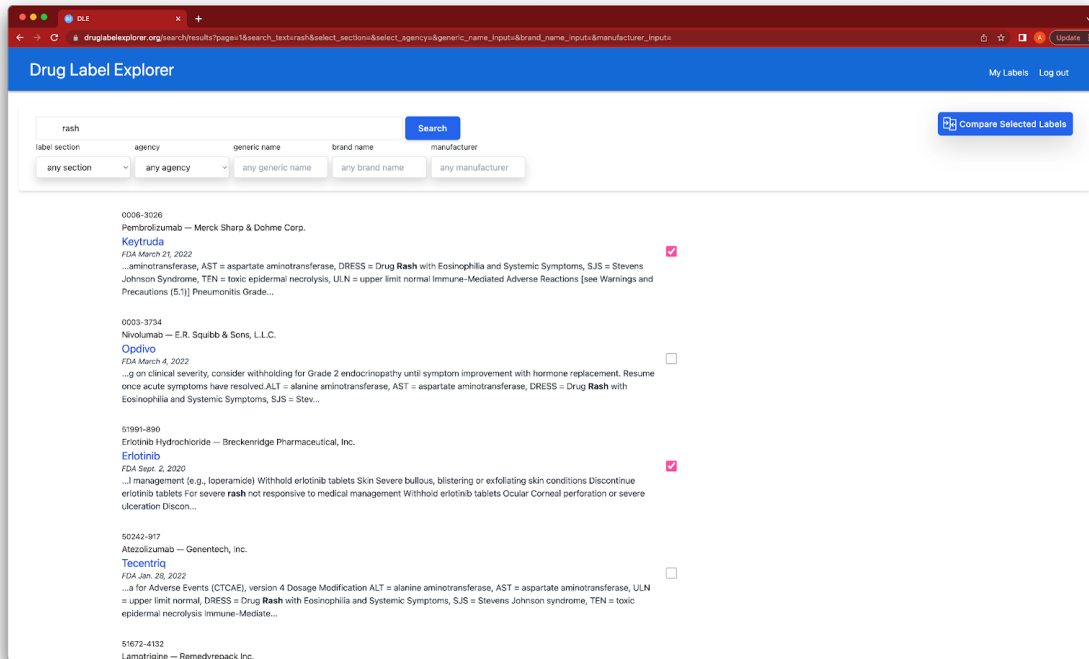 DLE
druglabelexplorer.org/search/results?page=1&search_text=rash&select_section=&select_agency=&generic_name_input=&brand_name_input=&manufacturer_input=
A
Update
Drug Label Explorer
My Labels Log out
rash
Search
Compare Selected Labels
label section agency generic name brand name manufacturer
any section any agency any generic name any brand name any manufacturer
0006-3026
Pembrolizumab — Merck Sharp & Dohme Corp.
Keytruda
FDA March 21, 2022
...aminotransferase, AST = aspartate aminotransferase, DRESS = Drug Rash with Eosinophilia and Systemic Symptoms, SJS = Stevens
Johnson Syndrome, TEN = toxic epidermal necrolysis, ULN = upper limit normal Immune-Mediated Adverse Reactions [see Warnings and
Precautions (5.1)] Pneumonitis Grade...
0003-3734
Nivolumab — E.R. Squibb & Sons, L.L.C.
Opdivo
FDA March 4, 2022
...g on clinical severity, consider withholding for Grade 2 endocrinopathy until symptom improvement with hormone replacement. Resume
once acute symptoms have resolved.ALT = alanine aminotransferase, AST = aspartate aminotransferase, DRESS = Drug Rash with
Eosinophilia and Systemic Symptoms, SJS = Stev...
51991-890
Erlotinib Hydrochloride — Breckenridge Pharmaceutical, Inc.
Erlotinib
FDA Sept. 2, 2020
...l management (e.g., loperamide) Withhold erlotinib tablets Skin Severe bullous, blistering or exfoliating skin conditions Discontinue
erlotinib tablets For severe rash not responsive to medical management Withhold erlotinib tablets Ocular Corneal perforation or severe
ulceration Discon...
50242-917
Atezolizumab — Genentech, Inc.
Tecentriq
FDA Jan. 28, 2022
...a for Adverse Events (CTCAE), version 4 Dosage Modification ALT = alanine aminotransferase, AST = aspartate aminotransferase, ULN
= upper limit normal, DRESS = Drug Rash with Eosinophilia and Systemic Symptoms, SJS = Stevens Johnson syndrome, TEN = toxic
epidermal necrolysis Immune-Mediate...
51672-4132
Lamotrigine — Remedyrepack Inc.